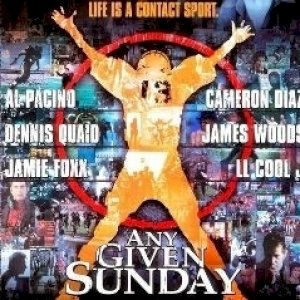 LIFE IS A CONTACT SPORT.
AL PACINO CAMERON DIAZ
DENNIS QUAID JAMES WOODS
JAMIE FOXX LL COOL J
ANY
GIVEN
SUNDAY